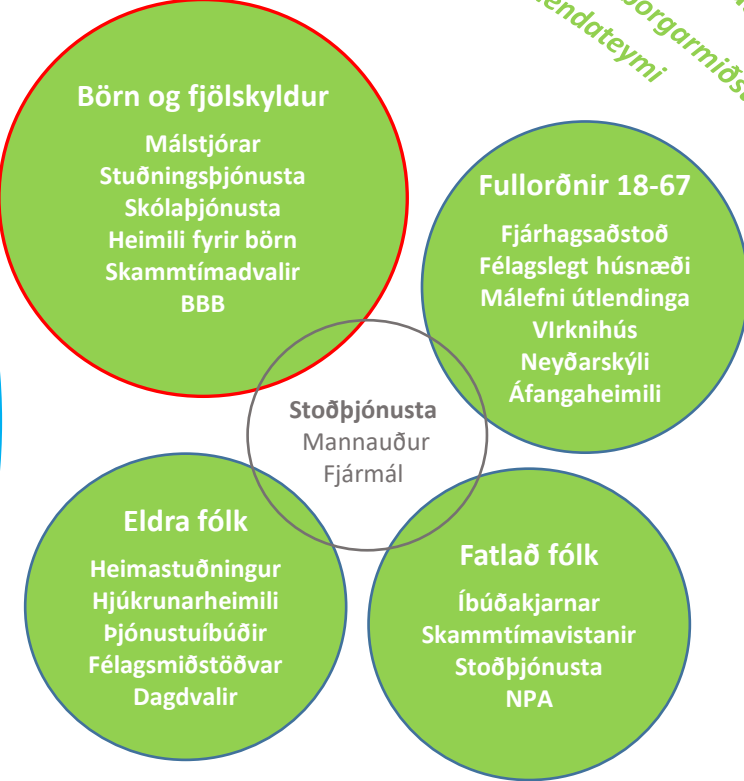 endateymi
Börn og fjölskyldur
Málstjórar
Stuðningsþjónusta
Skólaþjónusta
Heimili fyrir börn
Skammtímadvalir
BBB
Fullorðnir 18-67
Fjárhagsaðstoð
Félagslegt húsnæði
Málefni útlendinga
VIrknihús
Neyðarskýli
Áfangaheimili
Stoðþjónusta
Mannauður
Fjármál
Eldra fólk
Heimastuðningur
Hjúkrunarheimili
Þjónustuíbúðir
Félagsmiðstöðvar
Dagdvalir
Fatlað fólk
Íbúðakjarnar
Skammtímavistanir
Stoðþjónusta
NPA